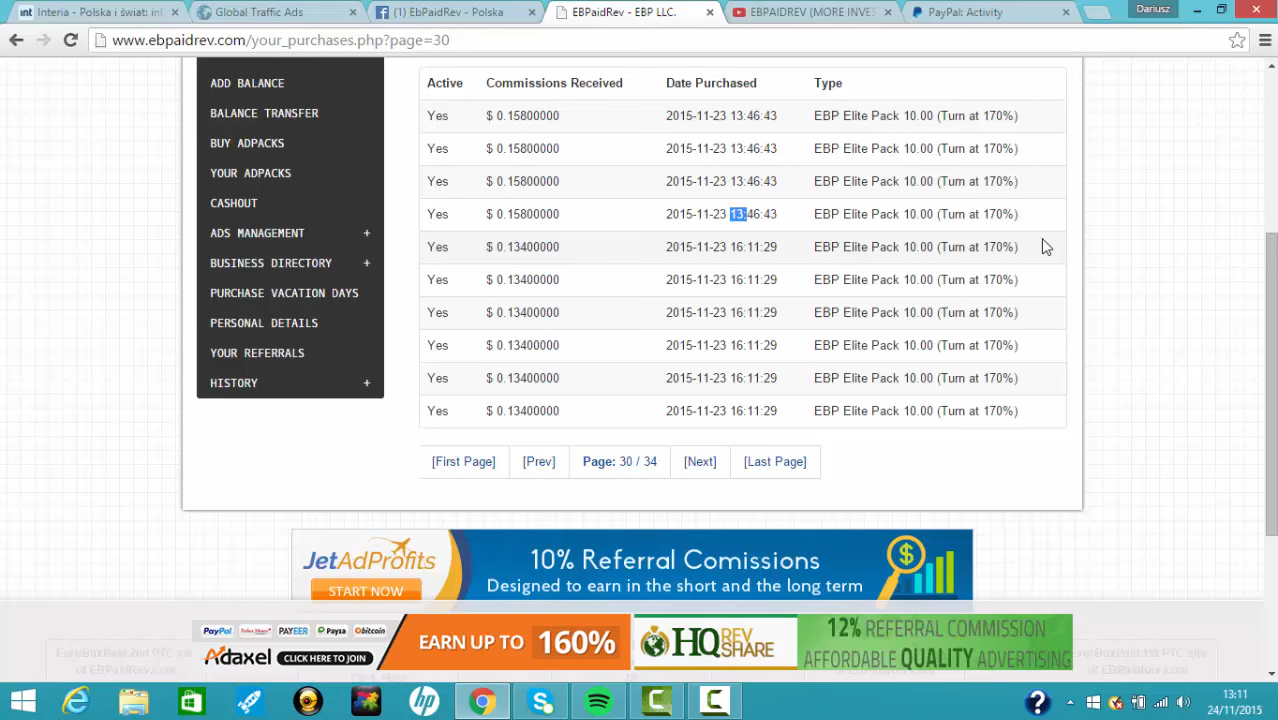 Interia - Polska i świat: inf
Global Traffic Ads
(1) EbPaidRev - Polska
EBPaidRev - EBP LLC.
EBPAIDREV (MORE INVES
PayPal: Activity
Dariusz
www.ebpaidrev.com/your_purchases.php?page=30
ADD BALANCE
BALANCE TRANSFER
BUY ADPACKS
YOUR ADPACKS
CASHOUT
ADS MANAGEMENT +
BUSINESS DIRECTORY +
PURCHASE VACATION DAYS
PERSONAL DETAILS
YOUR REFERRALS
HISTORY +
Active Commissions Received Date Purchased Type
Yes $ 0.15800000 2015-11-23 13:46:43 EBP Elite Pack 10.00 (Turn at 170%)
Yes $ 0.15800000 2015-11-23 13:46:43 EBP Elite Pack 10.00 (Turn at 170%)
Yes $ 0.15800000 2015-11-23 13:46:43 EBP Elite Pack 10.00 (Turn at 170%)
Yes $ 0.15800000 2015-11-23 13:46:43 EBP Elite Pack 10.00 (Turn at 170%)
Yes $ 0.13400000 2015-11-23 16:11:29 EBP Elite Pack 10.00 (Turn at 170%)
Yes $ 0.13400000 2015-11-23 16:11:29 EBP Elite Pack 10.00 (Turn at 170%)
Yes $ 0.13400000 2015-11-23 16:11:29 EBP Elite Pack 10.00 (Turn at 170%)
Yes $ 0.13400000 2015-11-23 16:11:29 EBP Elite Pack 10.00 (Turn at 170%)
Yes $ 0.13400000 2015-11-23 16:11:29 EBP Elite Pack 10.00 (Turn at 170%)
Yes $ 0.13400000 2015-11-23 16:11:29 EBP Elite Pack 10.00 (Turn at 170%)
[First Page] [Prev] Page: 30 / 34 [Next] [Last Page]
JetAdProfits
START NOW
10% Referral Comissions
Designed to earn in the short and the long term
PayPal Perfect Money PAYEER Payza bitcoin
Adaxel CLICK HERE TO JOIN
EARN UP TO 160%
HQ REV SHARE
12% REFERRAL COMMISSION
AFFORDABLE QUALITY ADVERTISING
of EBPaidRev.com
of EBPaidRev.com
13:11
24/11/2015